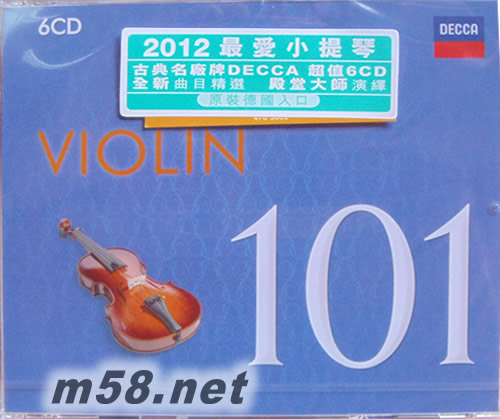 6CD
DECCA
2012 最愛小提琴
古典名廠牌DECCA 超值6CD
全新曲目精選 殿堂大師演繹
原裝德國入口
VIOLIN
101
m58.net